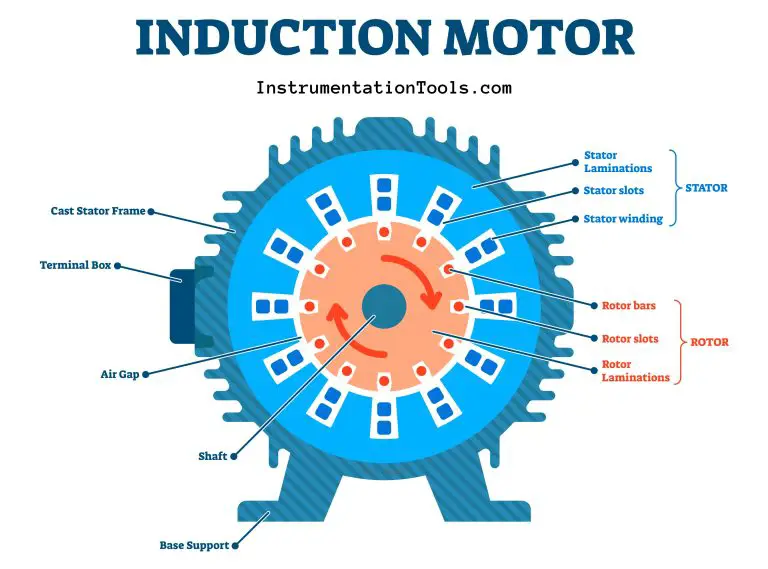 INDUCTION MOTOR
InstrumentationTools.com
Stator
Laminations
Stator slots
STATOR
Stator winding
Cast Stator Frame
Terminal Box
Rotor bars
Rotor slots
ROTOR
Rotor
Laminations
Air Gap
Shaft
Base Support